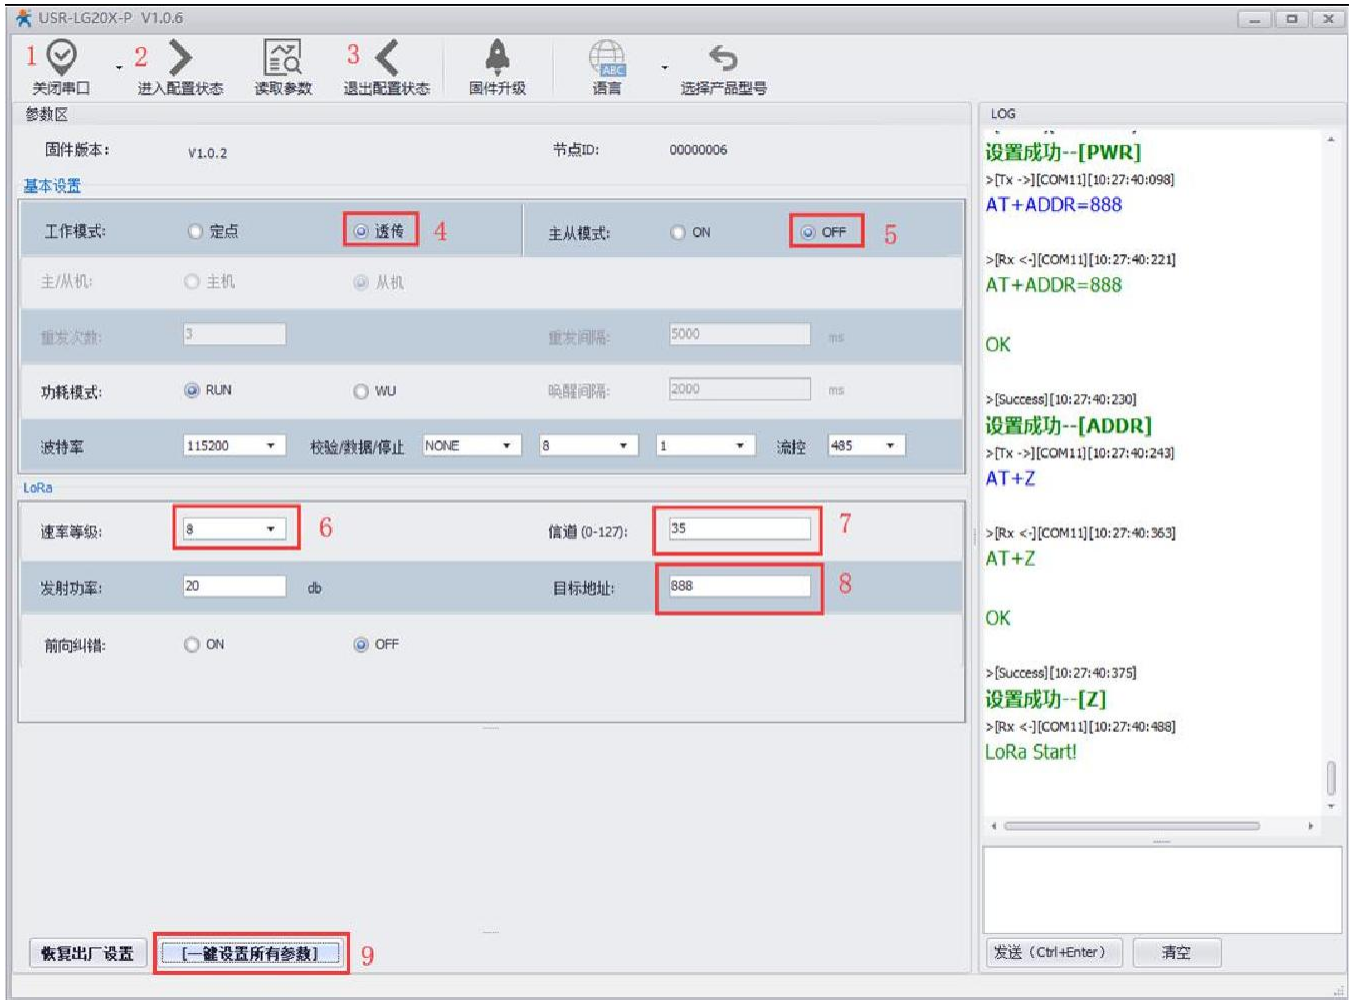 USR-LG20X-P V1.0.6
1 2 3
ABC
关闭串口 进入配置状态 读取参数 退出配置状态 固件升级 语言 选择产品型号
参数区
固件版本: V1.0.2 节点ID: 00000006
基本设置
工作模式: 定点 透传 4 主从模式: ON OFF 5
主/从机: 主机 从机
重发次数: 3 重发间隔: 5000 ms
功耗模式: RUN WU 唤醒间隔: 2000 ms
波特率 115200 校验/数据/停止 NONE 8 1 流控 485
LoRa
速率等级: 8 6 信道(0-127): 35 7
发射功率: 20 db 目标地址: 888 8
前向纠错: ON OFF
恢复出厂设置 [一键设置所有参数] 9
LOG
设置成功--[PWR]
>[Tx ->][COM11][10:27:40:098]
AT+ADDR=888
>[Rx <-][COM11][10:27:40:221]
AT+ADDR=888
OK
>[Success][10:27:40:230]
设置成功--[ADDR]
>[Tx ->][COM11][10:27:40:243]
AT+Z
>[Rx <-][COM11][10:27:40:363]
AT+Z
OK
>[Success][10:27:40:375]
设置成功--[Z]
>[Rx <-][COM11][10:27:40:488]
LoRa Start!
发送(Ctrl+Enter) 清空